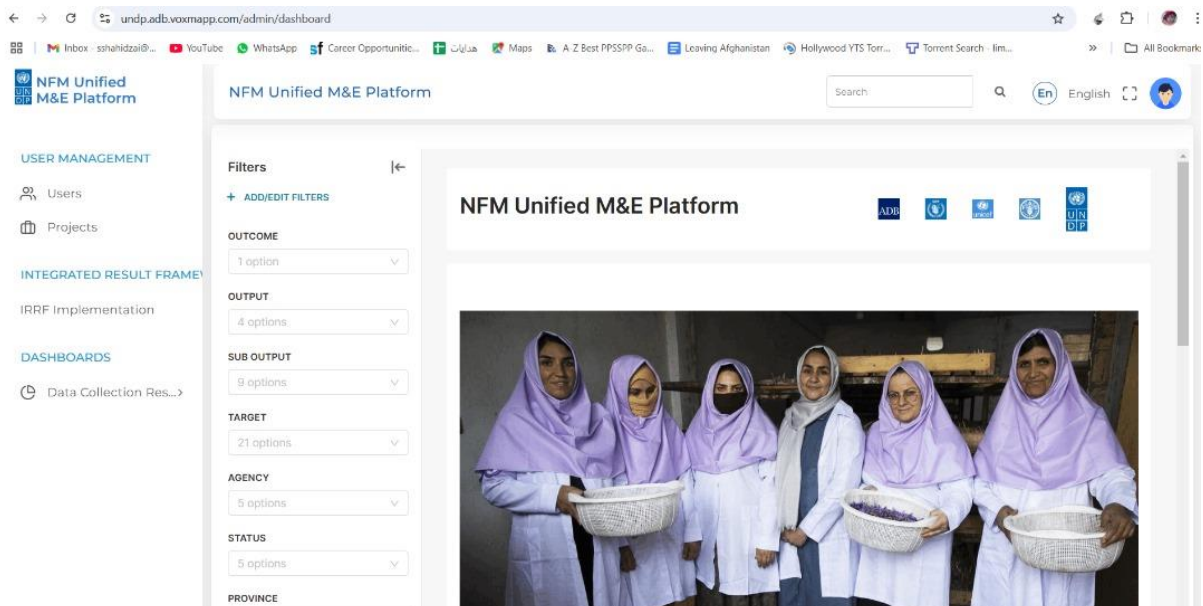 undp.adb.voxmapp.com/admin/dashboard
Inbox - sshahidzai@... YouTube WhatsApp Career Opportunitie... هدایات Maps A-Z Best PPSSPP Ga... Leaving Afghanistan Hollywood YTS Torr... Torrent Search - lim... » All Bookmarks
NFM Unified
M&E Platform
NFM Unified M&E Platform
Search
En English
USER MANAGEMENT
Users
Projects
INTEGRATED RESULT FRAMEW
IRRF Implementation
DASHBOARDS
Data Collection Res...>
Filters
+ ADD/EDIT FILTERS
OUTCOME
1 option
OUTPUT
4 options
SUB OUTPUT
9 options
TARGET
21 options
AGENCY
5 options
STATUS
5 options
PROVINCE
NFM Unified M&E Platform
ADB
unicef
UN
DP